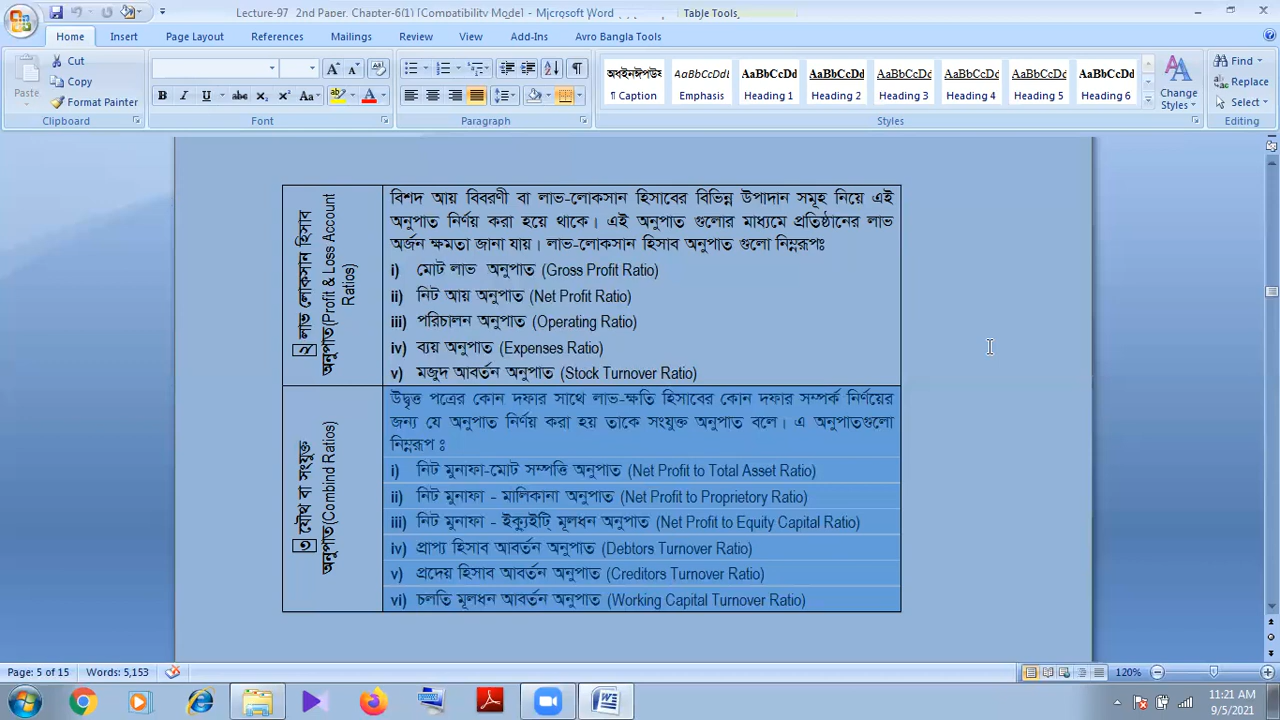 Lecture-97 2nd Paper. Chapter-6(1) [Compatibility Mode] - Microsoft Word
Table Tools
Home Insert Page Layout References Mailings Review View Add-Ins Avro Bangla Tools
Paste
Cut
Copy
Format Painter
Clipboard
Font
Paragraph
অধইনঈপউঃ AaBbCcDd AaBbCcDd AaBbCcDd AaBbCcDd AaBbCcDd AaBbCcDd AaBbCcDd
¶ Caption Emphasis Heading 1 Heading 2 Heading 3 Heading 4 Heading 5 Heading 6
Change
Styles
Styles
Find
Replace
Select
Editing
২ লাভ লোকসান হিসাব
অনুপাত(Profit & Loss Account
Ratios)
বিশদ আয় বিবরণী বা লাভ-লোকসান হিসাবের বিভিন্ন উপাদান সমূহ নিয়ে এই
অনুপাত নির্ণয় করা হয়ে থাকে। এই অনুপাত গুলোর মাধ্যমে প্রতিষ্ঠানের লাভ
অর্জন ক্ষমতা জানা যায়। লাভ-লোকসান হিসাব অনুপাত গুলো নিম্নরূপঃ
i) মোট লাভ অনুপাত (Gross Profit Ratio)
ii) নিট আয় অনুপাত (Net Profit Ratio)
iii) পরিচালন অনুপাত (Operating Ratio)
iv) ব্যয় অনুপাত (Expenses Ratio)
v) মজুদ আবর্তন অনুপাত (Stock Turnover Ratio)
৩ যৌথ বা সংযুক্ত
অনুপাত(Combind Ratios)
উদ্বৃত্ত পত্রের কোন দফার সাথে লাভ-ক্ষতি হিসাবের কোন দফার সম্পর্ক নির্ণয়ের
জন্য যে অনুপাত নির্ণয় করা হয় তাকে সংযুক্ত অনুপাত বলে। এ অনুপাতগুলো
নিম্নরূপ ঃ
i) নিট মুনাফা-মোট সম্পত্তি অনুপাত (Net Profit to Total Asset Ratio)
ii) নিট মুনাফা - মালিকানা অনুপাত (Net Profit to Proprietory Ratio)
iii) নিট মুনাফা - ইক্যুইটি মূলধন অনুপাত (Net Profit to Equity Capital Ratio)
iv) প্রাপ্য হিসাব আবর্তন অনুপাত (Debtors Turnover Ratio)
v) প্রদেয় হিসাব আবর্তন অনুপাত (Creditors Turnover Ratio)
vi) চলতি মূলধন আবর্তন অনুপাত (Working Capital Turnover Ratio)
Page: 5 of 15 Words: 5,153 120%
11:21 AM
9/5/2021